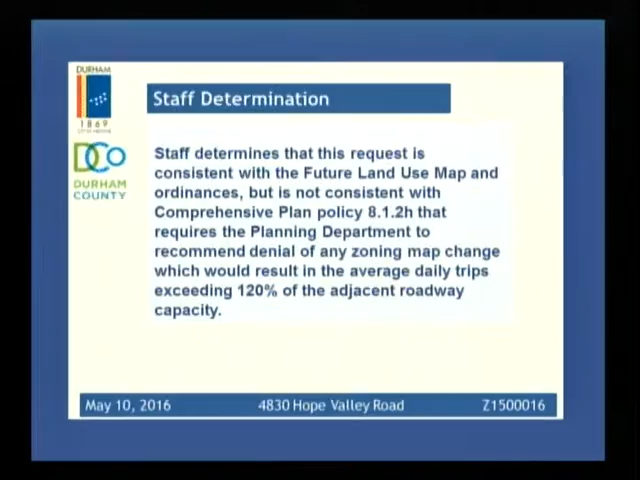 DURHAM
1869
DCO
DURHAM
COUNTY
Staff Determination
Staff determines that this request is
consistent with the Future Land Use Map and
ordinances, but is not consistent with
Comprehensive Plan policy 8.1.2h that
requires the Planning Department to
recommend denial of any zoning map change
which would result in the average daily trips
exceeding 120% of the adjacent roadway
capacity.
May 10, 2016 4830 Hope Valley Road Z1500016